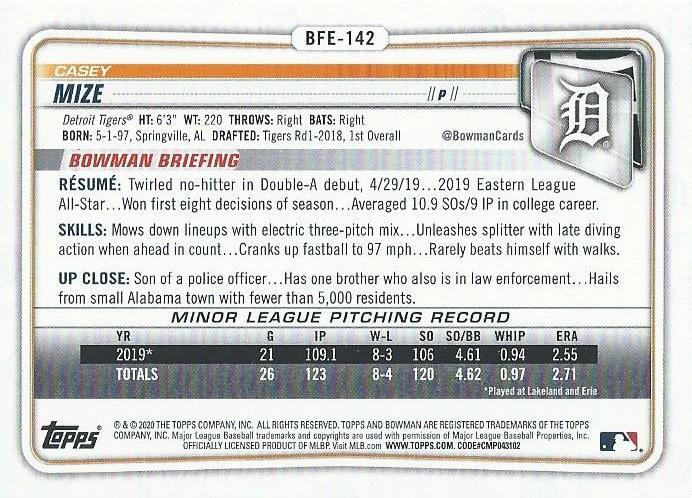 BFE-142
CASEY
MIZE // P //
Detroit Tigers® HT: 6'3" WT: 220 THROWS: Right BATS: Right
BORN: 5-1-97, Springville, AL DRAFTED: Tigers Rd1-2018, 1st Overall @BowmanCards
D ®
BOWMAN BRIEFING
RÉSUMÉ: Twirled no-hitter in Double-A debut, 4/29/19...2019 Eastern League
All-Star...Won first eight decisions of season...Averaged 10.9 SOs/9 IP in college career.
SKILLS: Mows down lineups with electric three-pitch mix...Unleashes splitter with late diving
action when ahead in count...Cranks up fastball to 97 mph...Rarely beats himself with walks.
UP CLOSE: Son of a police officer...Has one brother who also is in law enforcement...Hails
from small Alabama town with fewer than 5,000 residents.
MINOR LEAGUE PITCHING RECORD
YR G IP W-L SO SO/BB WHIP ERA
2019* 21 109.1 8-3 106 4.61 0.94 2.55
TOTALS 26 123 8-4 120 4.62 0.97 2.71
*Played at Lakeland and Erie
TOPPS
® & © 2020 THE TOPPS COMPANY, INC. ALL RIGHTS RESERVED. TOPPS AND BOWMAN ARE REGISTERED TRADEMARKS OF THE TOPPS
COMPANY, INC. Major League Baseball trademarks and copyrights are used with permission of Major League Baseball Properties, Inc.
OFFICIALLY LICENSED PRODUCT OF MLBP. Visit MLB.com WWW.TOPPS.COM. CODE#CMP043102